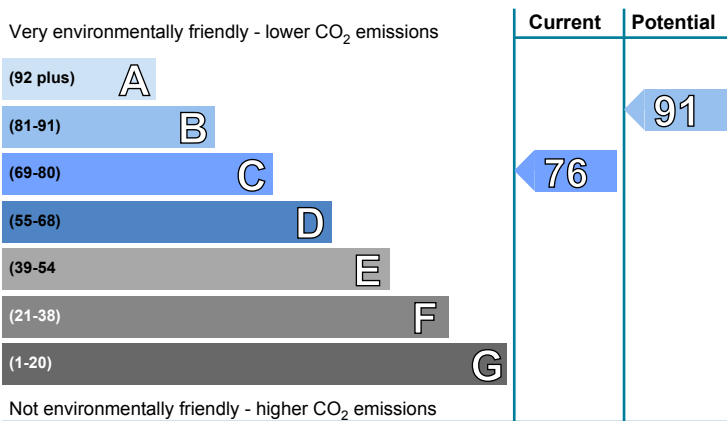 Current Potential
Very environmentally friendly - lower CO2 emissions
(92 plus) A
(81-91) B
91
(69-80) C
76
(55-68) D
(39-54 E
(21-38) F
(1-20) G
Not environmentally friendly - higher CO2 emissions